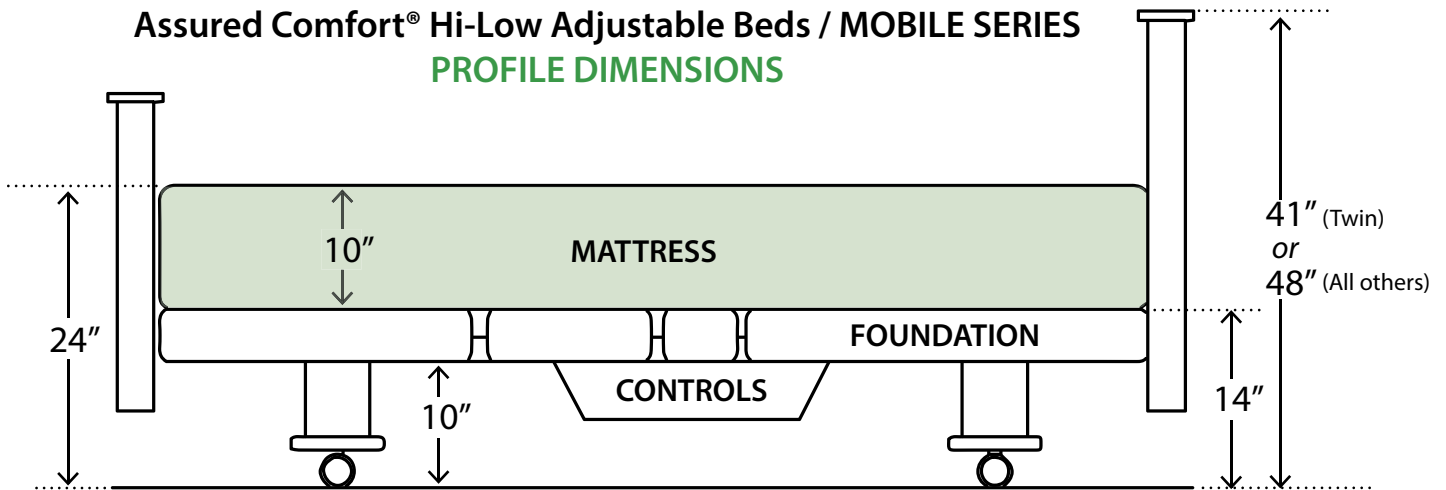 Assured Comfort® Hi-Low Adjustable Beds / MOBILE SERIES
PROFILE DIMENSIONS
10”
MATTRESS
41” (Twin)
or
48” (All others)
24”
FOUNDATION
CONTROLS
10”
14”